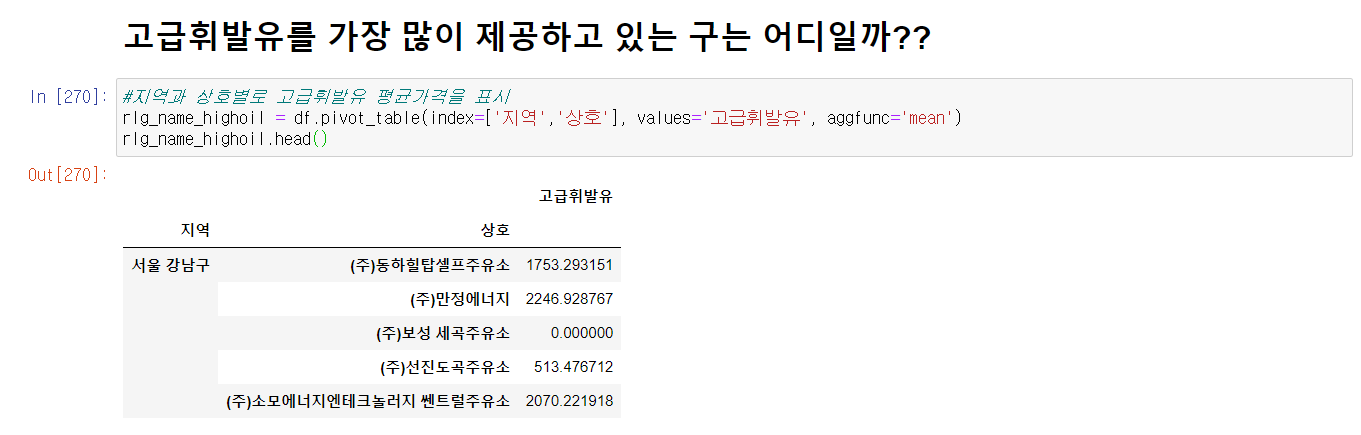 고급휘발유를 가장 많이 제공하고 있는 구는 어디일까??
In [270]: #지역과 상호별로 고급휘발유 평균가격을 표시
rlg_name_highoil = df.pivot_table(index=['지역','상호'], values='고급휘발유', aggfunc='mean')
rlg_name_highoil.head()
Out[270]:
고급휘발유
지역 상호
서울 강남구 (주)동하힐탑셀프주유소 1753.293151
(주)만정에너지 2246.928767
(주)보성 세곡주유소 0.000000
(주)선진도곡주유소 513.476712
(주)소모에너지엔테크놀러지 쎈트럴주유소 2070.221918